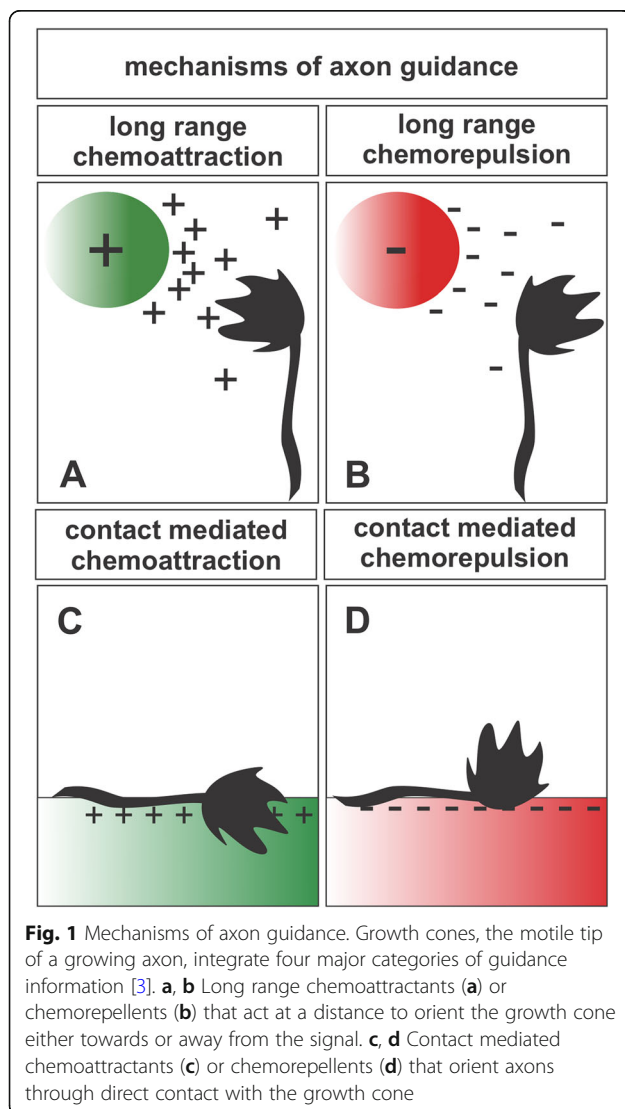 mechanisms of axon guidance
long range
chemoattraction
long range
chemorepulsion
+
-
A
B
contact mediated
chemoattraction
contact mediated
chemorepulsion
C
D
+ + + + + +
- - - - - - - - -
Fig. 1 Mechanisms of axon guidance. Growth cones, the motile tip
of a growing axon, integrate four major categories of guidance
information [3]. a, b Long range chemoattractants (a) or
chemorepellents (b) that act at a distance to orient the growth cone
either towards or away from the signal. c, d Contact mediated
chemoattractants (c) or chemorepellents (d) that orient axons
through direct contact with the growth cone